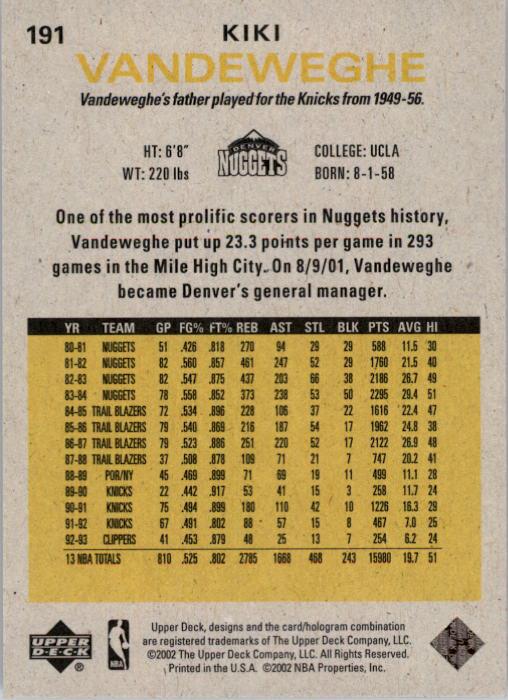 191
KIKI
VANDEWEGHE
Vandeweghe's father played for the Knicks from 1949-56.
HT: 6'8"
WT: 220 lbs
DENVER
NUGGETS
COLLEGE: UCLA
BORN: 8-1-58
One of the most prolific scorers in Nuggets history,
Vandeweghe put up 23.3 points per game in 293
games in the Mile High City. On 8/9/01, Vandeweghe
became Denver's general manager.
YR TEAM GP FG% FT% REB AST STL BLK PTS AVG HI
80-81 NUGGETS 51 .426 .818 270 94 29 29 588 11.5 30
81-82 NUGGETS 82 .560 .857 461 247 52 29 1760 21.5 40
82-83 NUGGETS 82 .547 .875 437 203 66 38 2186 26.7 49
83-84 NUGGETS 78 .558 .852 373 238 53 50 2295 29.4 51
84-85 TRAIL BLAZERS 72 .534 .896 228 106 37 22 1616 22.4 47
85-86 TRAIL BLAZERS 79 .540 .869 216 187 54 17 1962 24.8 38
86-87 TRAIL BLAZERS 79 .523 .886 251 220 52 17 2122 26.9 48
87-88 TRAIL BLAZERS 37 .508 .878 109 71 21 7 747 20.2 41
88-89 POR/NY 45 .469 .899 71 69 19 11 499 11.1 28
89-90 KNICKS 22 .442 .917 53 41 15 3 258 11.7 24
90-91 KNICKS 75 .494 .899 180 110 42 10 1226 16.3 29
91-92 KNICKS 67 .491 .802 88 57 15 8 467 7.0 25
92-93 CLIPPERS 41 .453 .879 48 25 13 7 254 6.2 24
13 NBA TOTALS 810 .525 .802 2785 1668 468 243 15980 19.7 51
UPPER
DECK
®
NBA
Upper Deck, designs and the card/hologram combination
are registered trademarks of The Upper Deck Company, LLC.
©2002 The Upper Deck Company, LLC. All Rights Reserved.
Printed in the U.S.A. ©2002 NBA Properties, Inc.